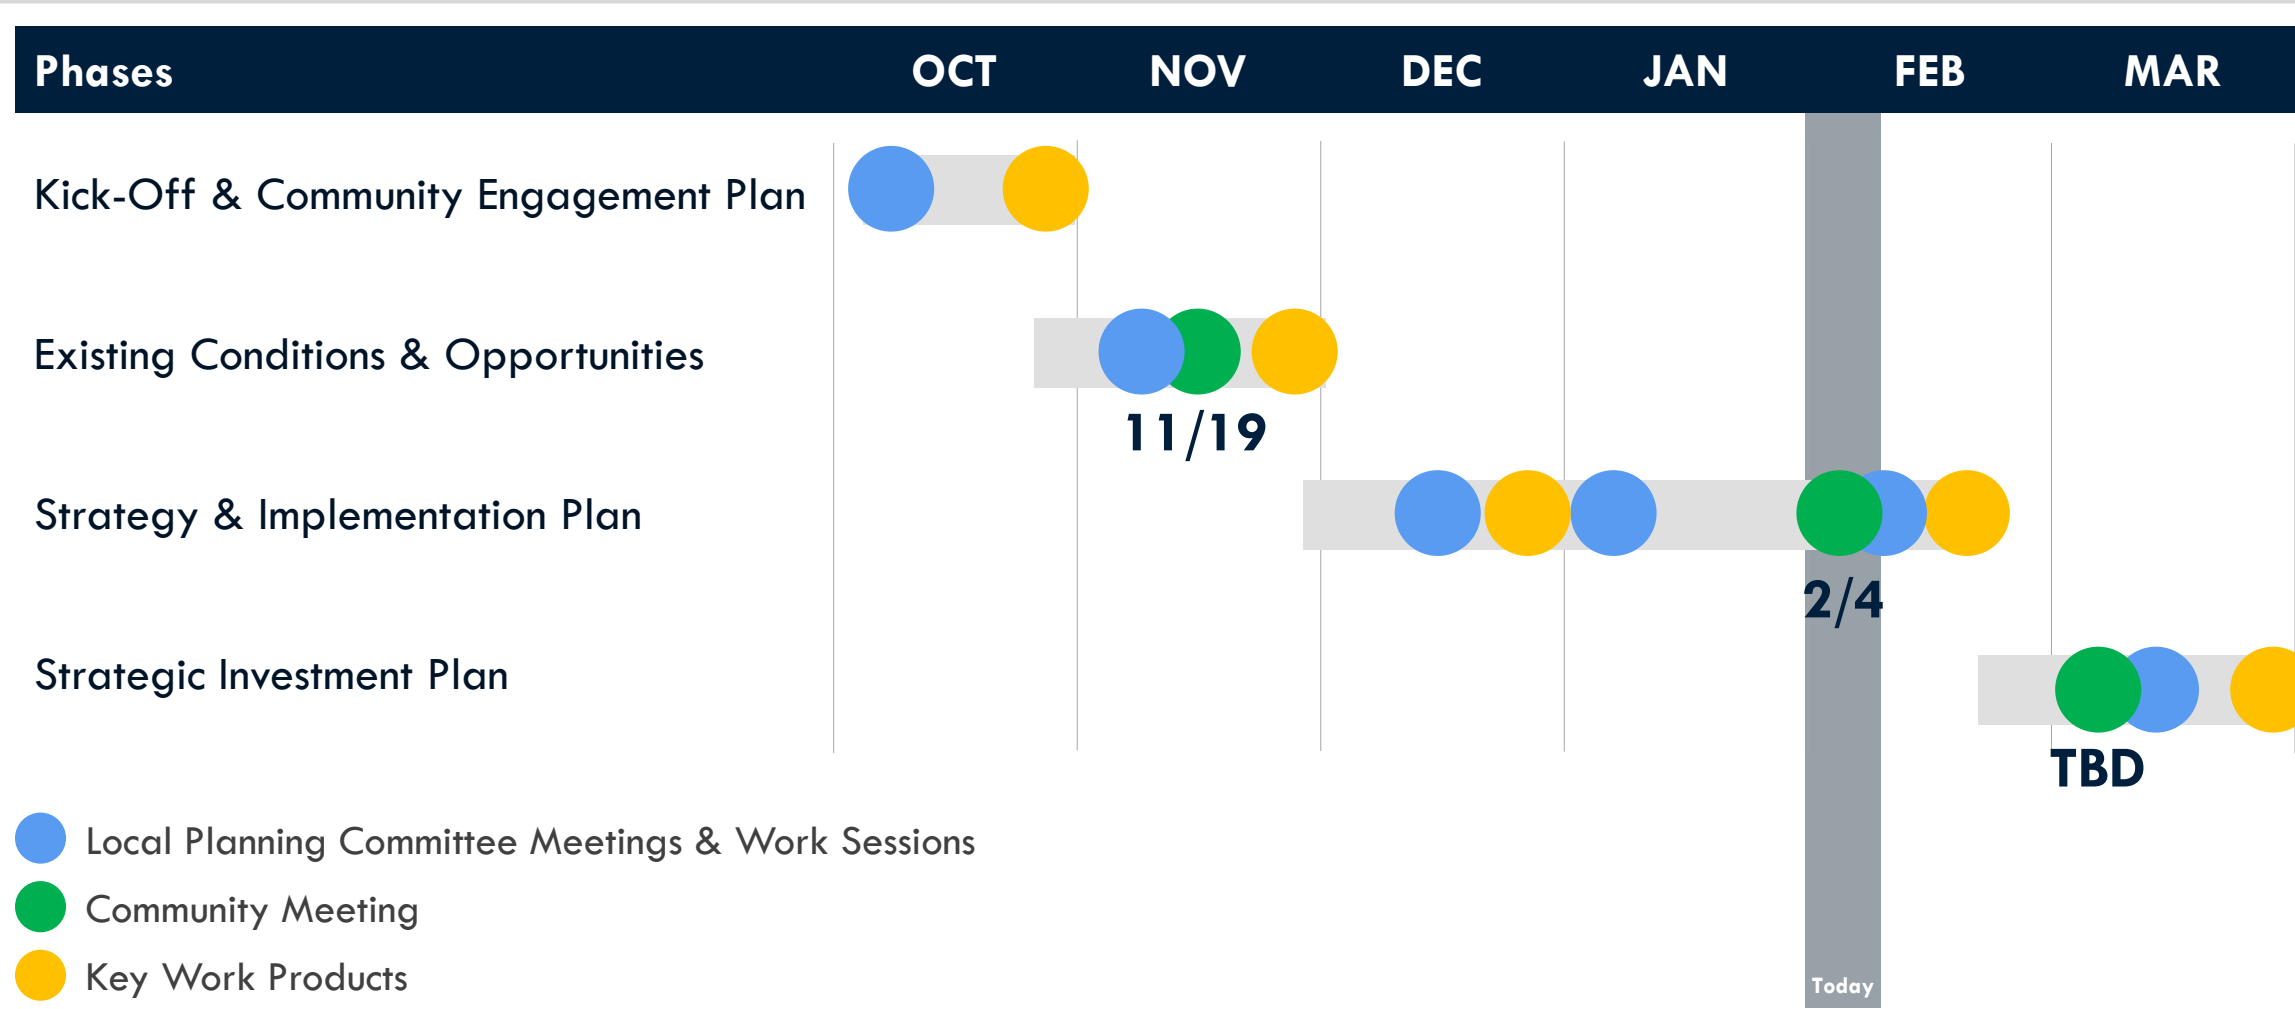 Phases OCT NOV DEC JAN FEB MAR
Kick-Off & Community Engagement Plan
Existing Conditions & Opportunities
11/19
Strategy & Implementation Plan
2/4
Strategic Investment Plan
TBD
Local Planning Committee Meetings & Work Sessions
Community Meeting
Key Work Products
Today